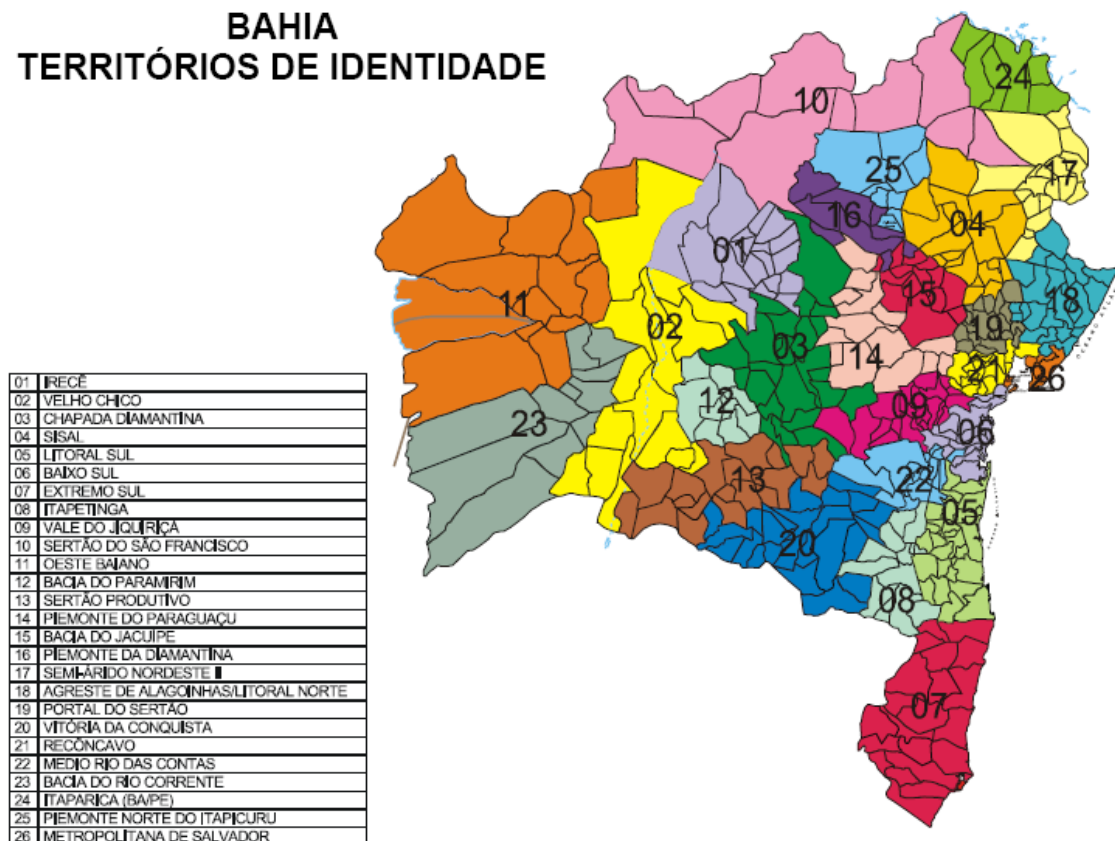 BAHIA
TERRITÓRIOS DE IDENTIDADE
24
10
25
17
16
04
01
11
15
18
02
19
03
14
21
26
12
09
23
06
13
22
05
20
08
07
OCEANO
01 IRECÊ
02 VELHO CHICO
03 CHAPADA DIAMANTINA
04 SISAL
05 LITORAL SUL
06 BAIXO SUL
07 EXTREMO SUL
08 ITAPETINGA
09 VALE DO JIQUIRIÇÁ
10 SERTÃO DO SÃO FRANCISCO
11 OESTE BAIANO
12 BACIA DO PARAMIRIM
13 SERTÃO PRODUTIVO
14 PIEMONTE DO PARAGUAÇU
15 BACIA DO JACUÍPE
16 PIEMONTE DA DIAMANTINA
17 SEMI-ÁRIDO NORDESTE II
18 AGRESTE DE ALAGOINHAS/LITORAL NORTE
19 PORTAL DO SERTÃO
20 VITÓRIA DA CONQUISTA
21 RECÔNCAVO
22 MEDIO RIO DAS CONTAS
23 BACIA DO RIO CORRENTE
24 ITAPARICA (BA/PE)
25 PIEMONTE NORTE DO ITAPICURU
26 METROPOLITANA DE SALVADOR